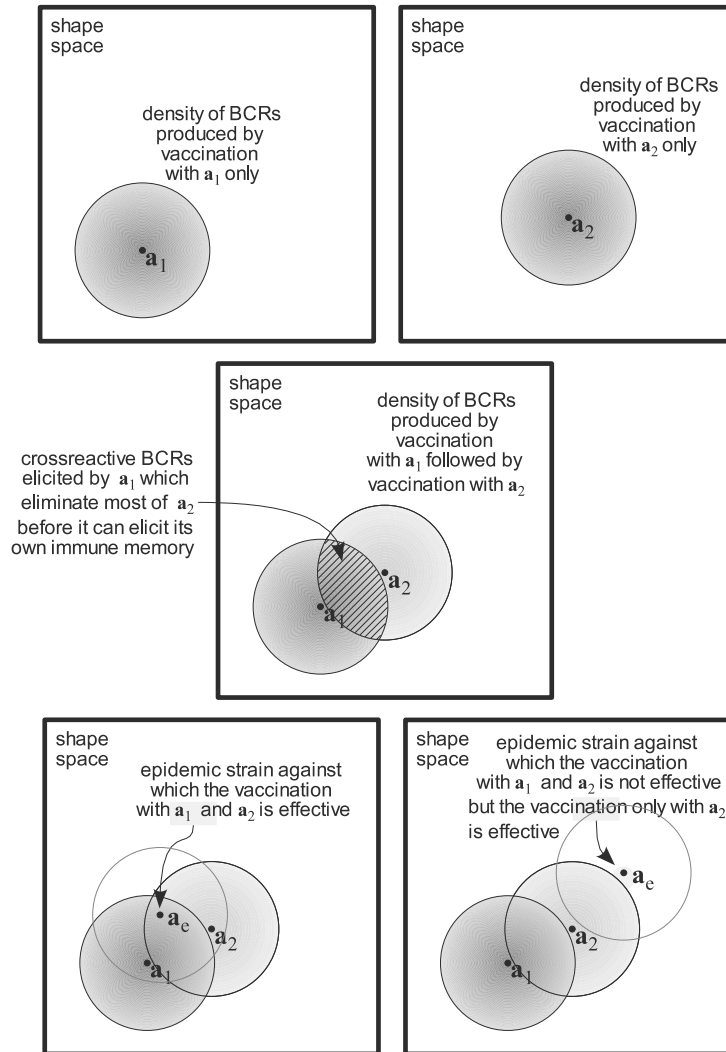 shape
space
density of BCRs
produced by
vaccination
with a₁ only
a₁
shape
space
density of BCRs
produced by
vaccination
with a₂ only
a₂
shape
space
density of BCRs
produced by
vaccination
with a₁ followed by
vaccination with a₂
crossreactive BCRs
elicited by a₁ which
eliminate most of a₂
before it can elicit its
own immune memory
a₂
a₁
shape
space
epidemic strain against
which the vaccination
with a₁ and a₂ is effective
aₑ
a₂
a₁
shape
space
epidemic strain against
which the vaccination
with a₁ and a₂ is not effective
but the vaccination only with a₂
is effective
aₑ
a₂
a₁